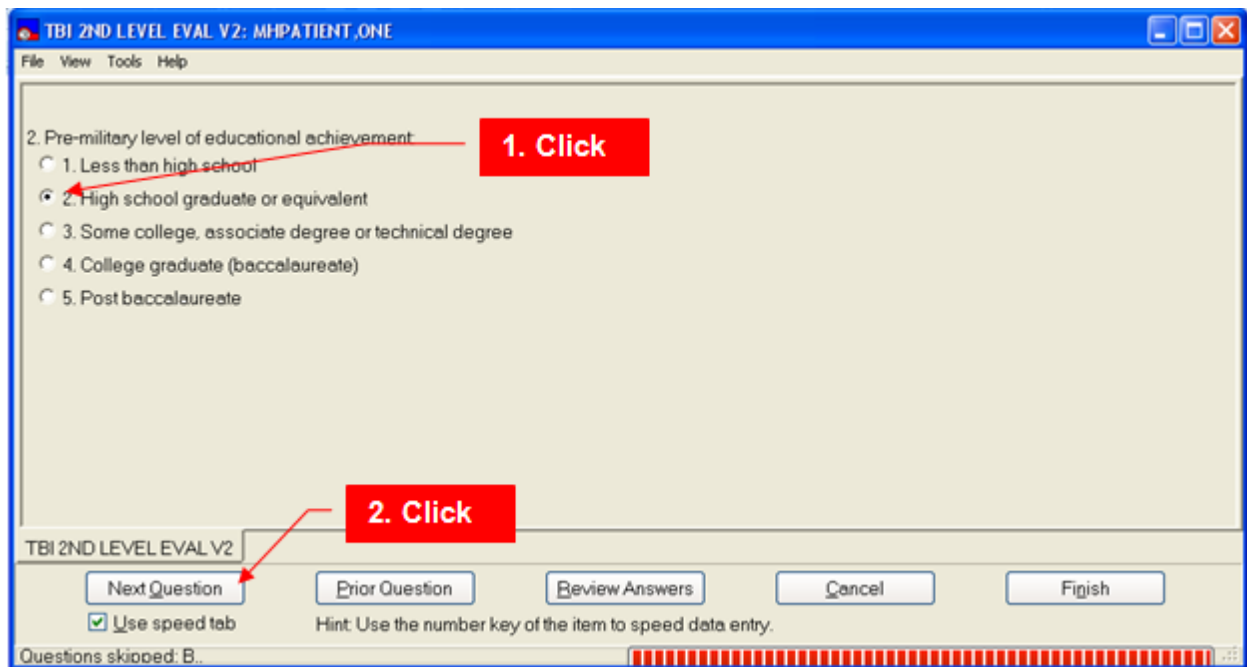 TBI 2ND LEVEL EVAL V2: MHPATIENT,ONE
File View Tools Help
2. Pre-military level of educational achievement:
1. Click
1. Less than high school
2. High school graduate or equivalent
3. Some college, associate degree or technical degree
4. College graduate (baccalaureate)
5. Post baccalaureate
2. Click
TBI 2ND LEVEL EVAL V2
Next Question Prior Question Review Answers Cancel Finish
Use speed tab Hint: Use the number key of the item to speed data entry.
Questions skipped: B..